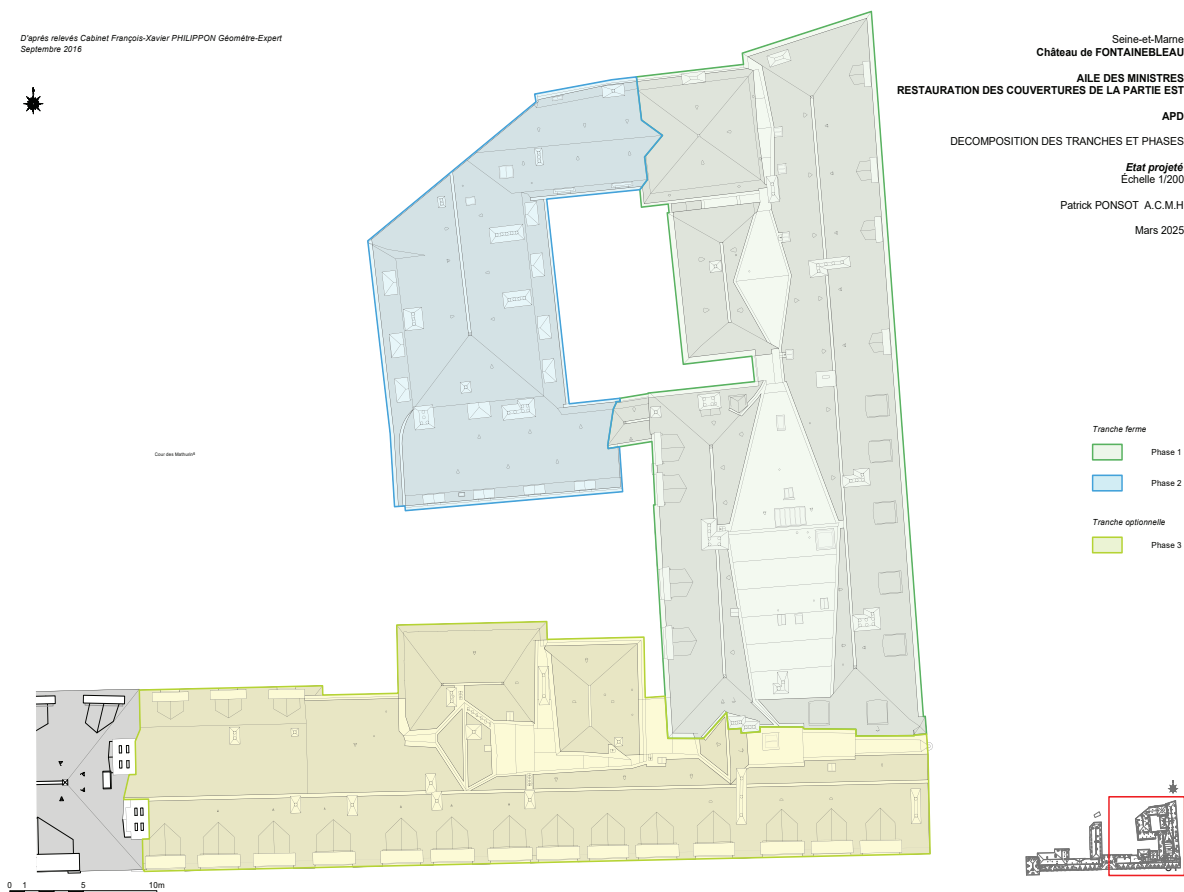 D'après relevés Cabinet François-Xavier PHILIPPON Géomètre-Expert
Septembre 2016
Seine-et-Marne
Château de FONTAINEBLEAU
AILE DES MINISTRES
RESTAURATION DES COUVERTURES DE LA PARTIE EST
APD
DECOMPOSITION DES TRANCHES ET PHASES
Etat projeté
Échelle 1/200
Patrick PONSOT A.C.M.H
Mars 2025
Cour des Mathurins
Tranche ferme
Phase 1
Phase 2
Tranche optionnelle
Phase 3
0 1 5 10m